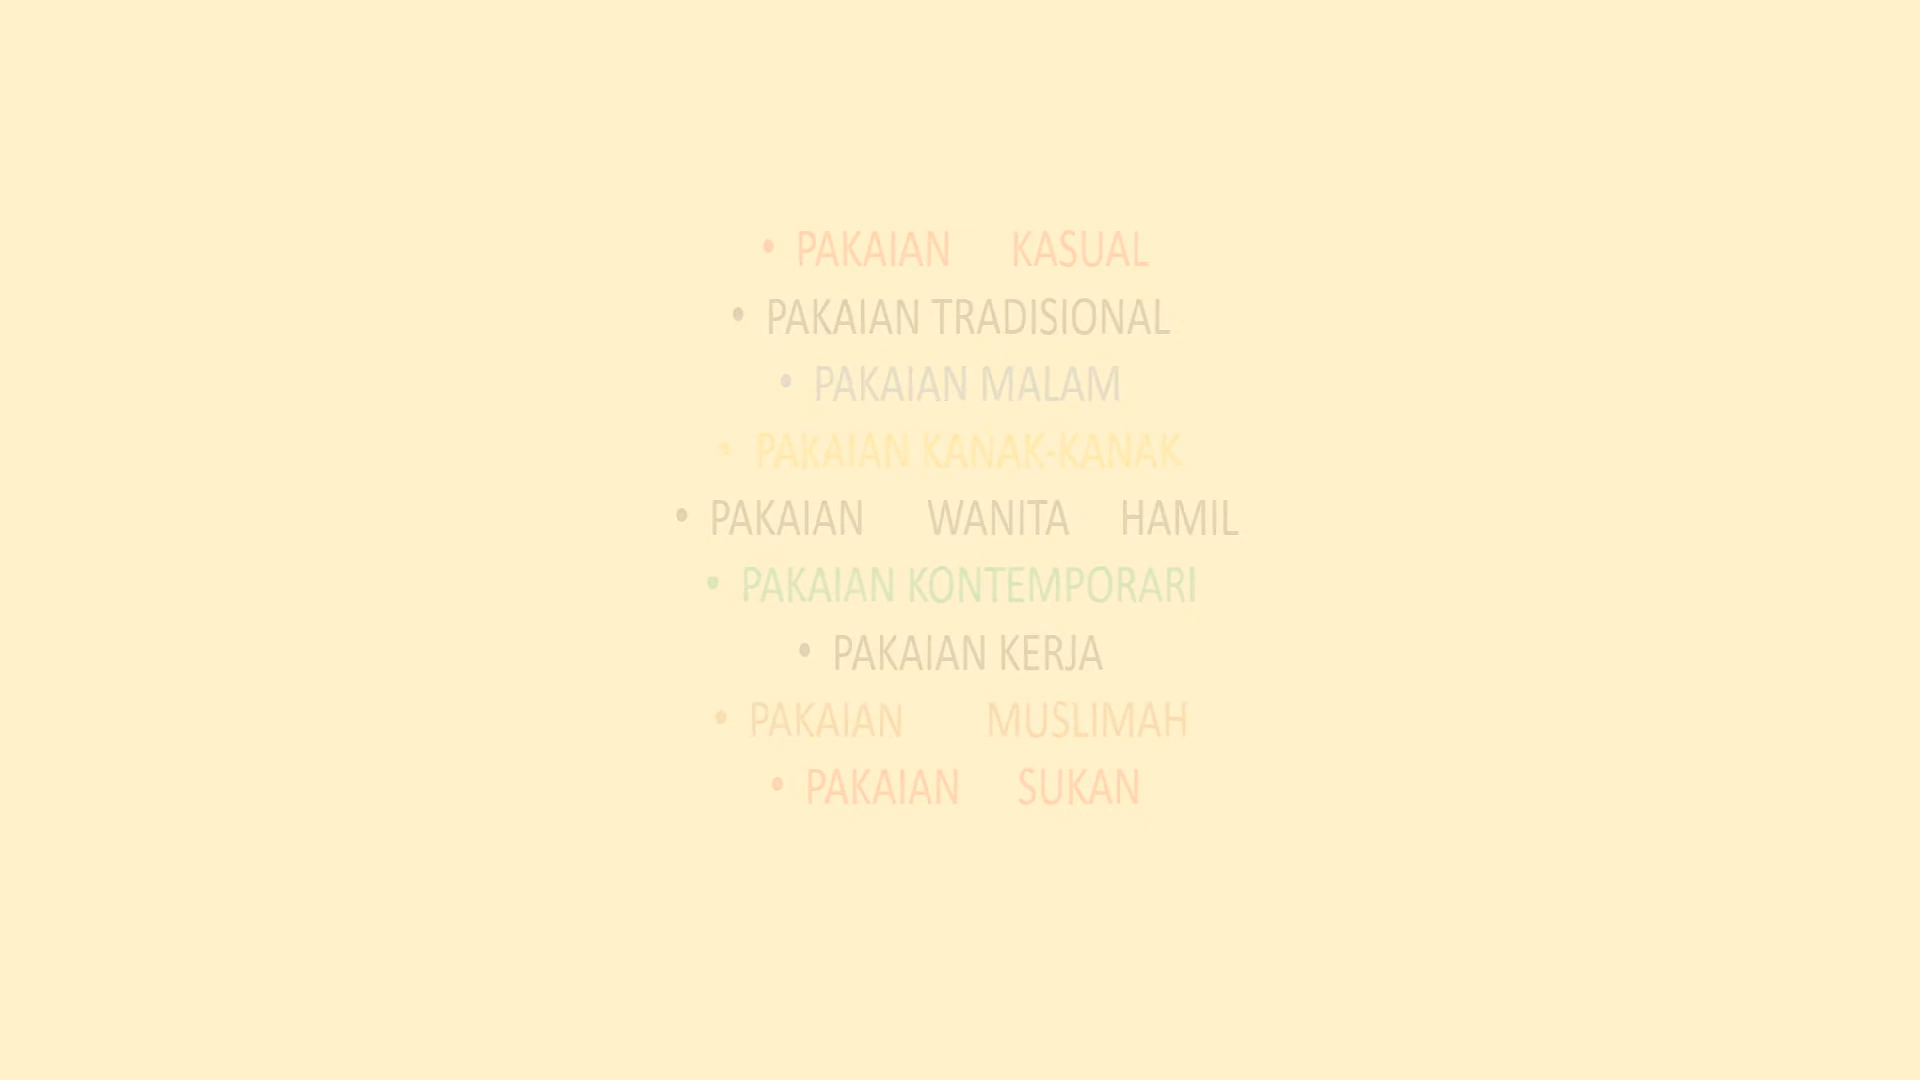 • PAKAIAN KASUAL
• PAKAIAN TRADISIONAL
• PAKAIAN MALAM
• PAKAIAN KANAK-KANAK
• PAKAIAN WANITA HAMIL
• PAKAIAN KONTEMPORARI
• PAKAIAN KERJA
• PAKAIAN MUSLIMAH
• PAKAIAN SUKAN